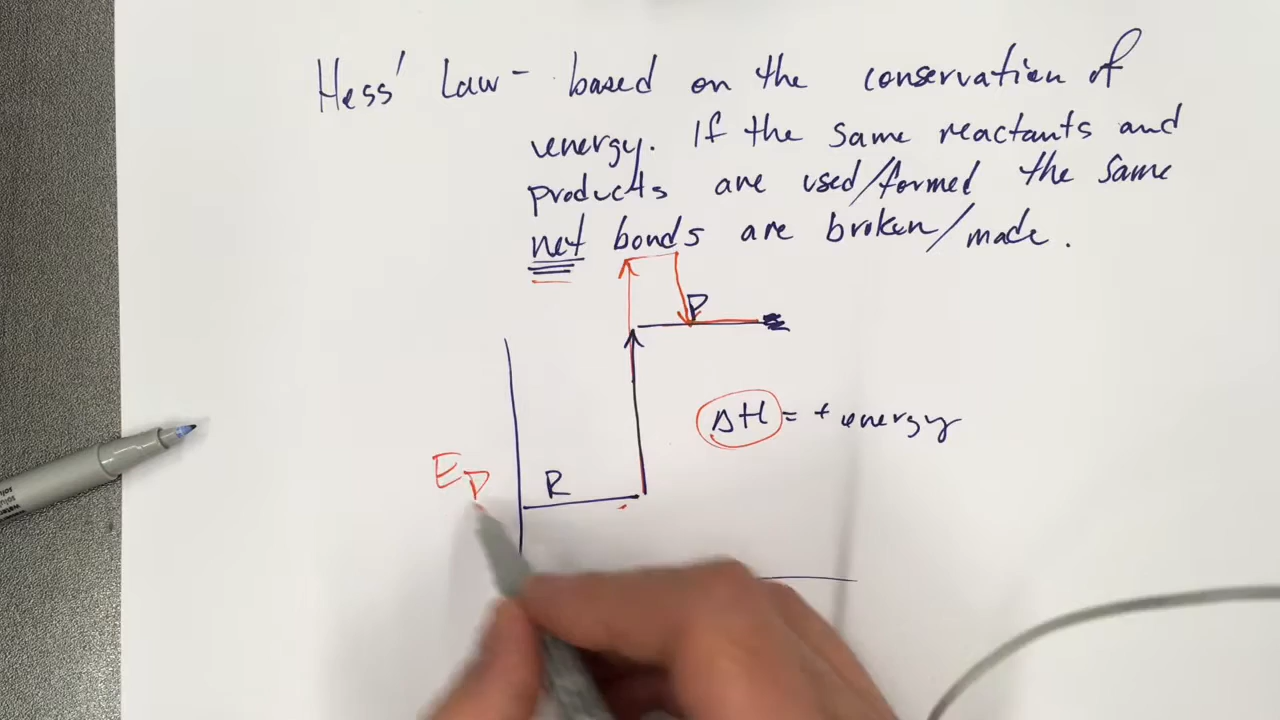 Hess' Law - based on the conservation of
energy. If the same reactants and
products are used/formed the same
net bonds are broken/made.
P
ΔH = + energy
Ep
R